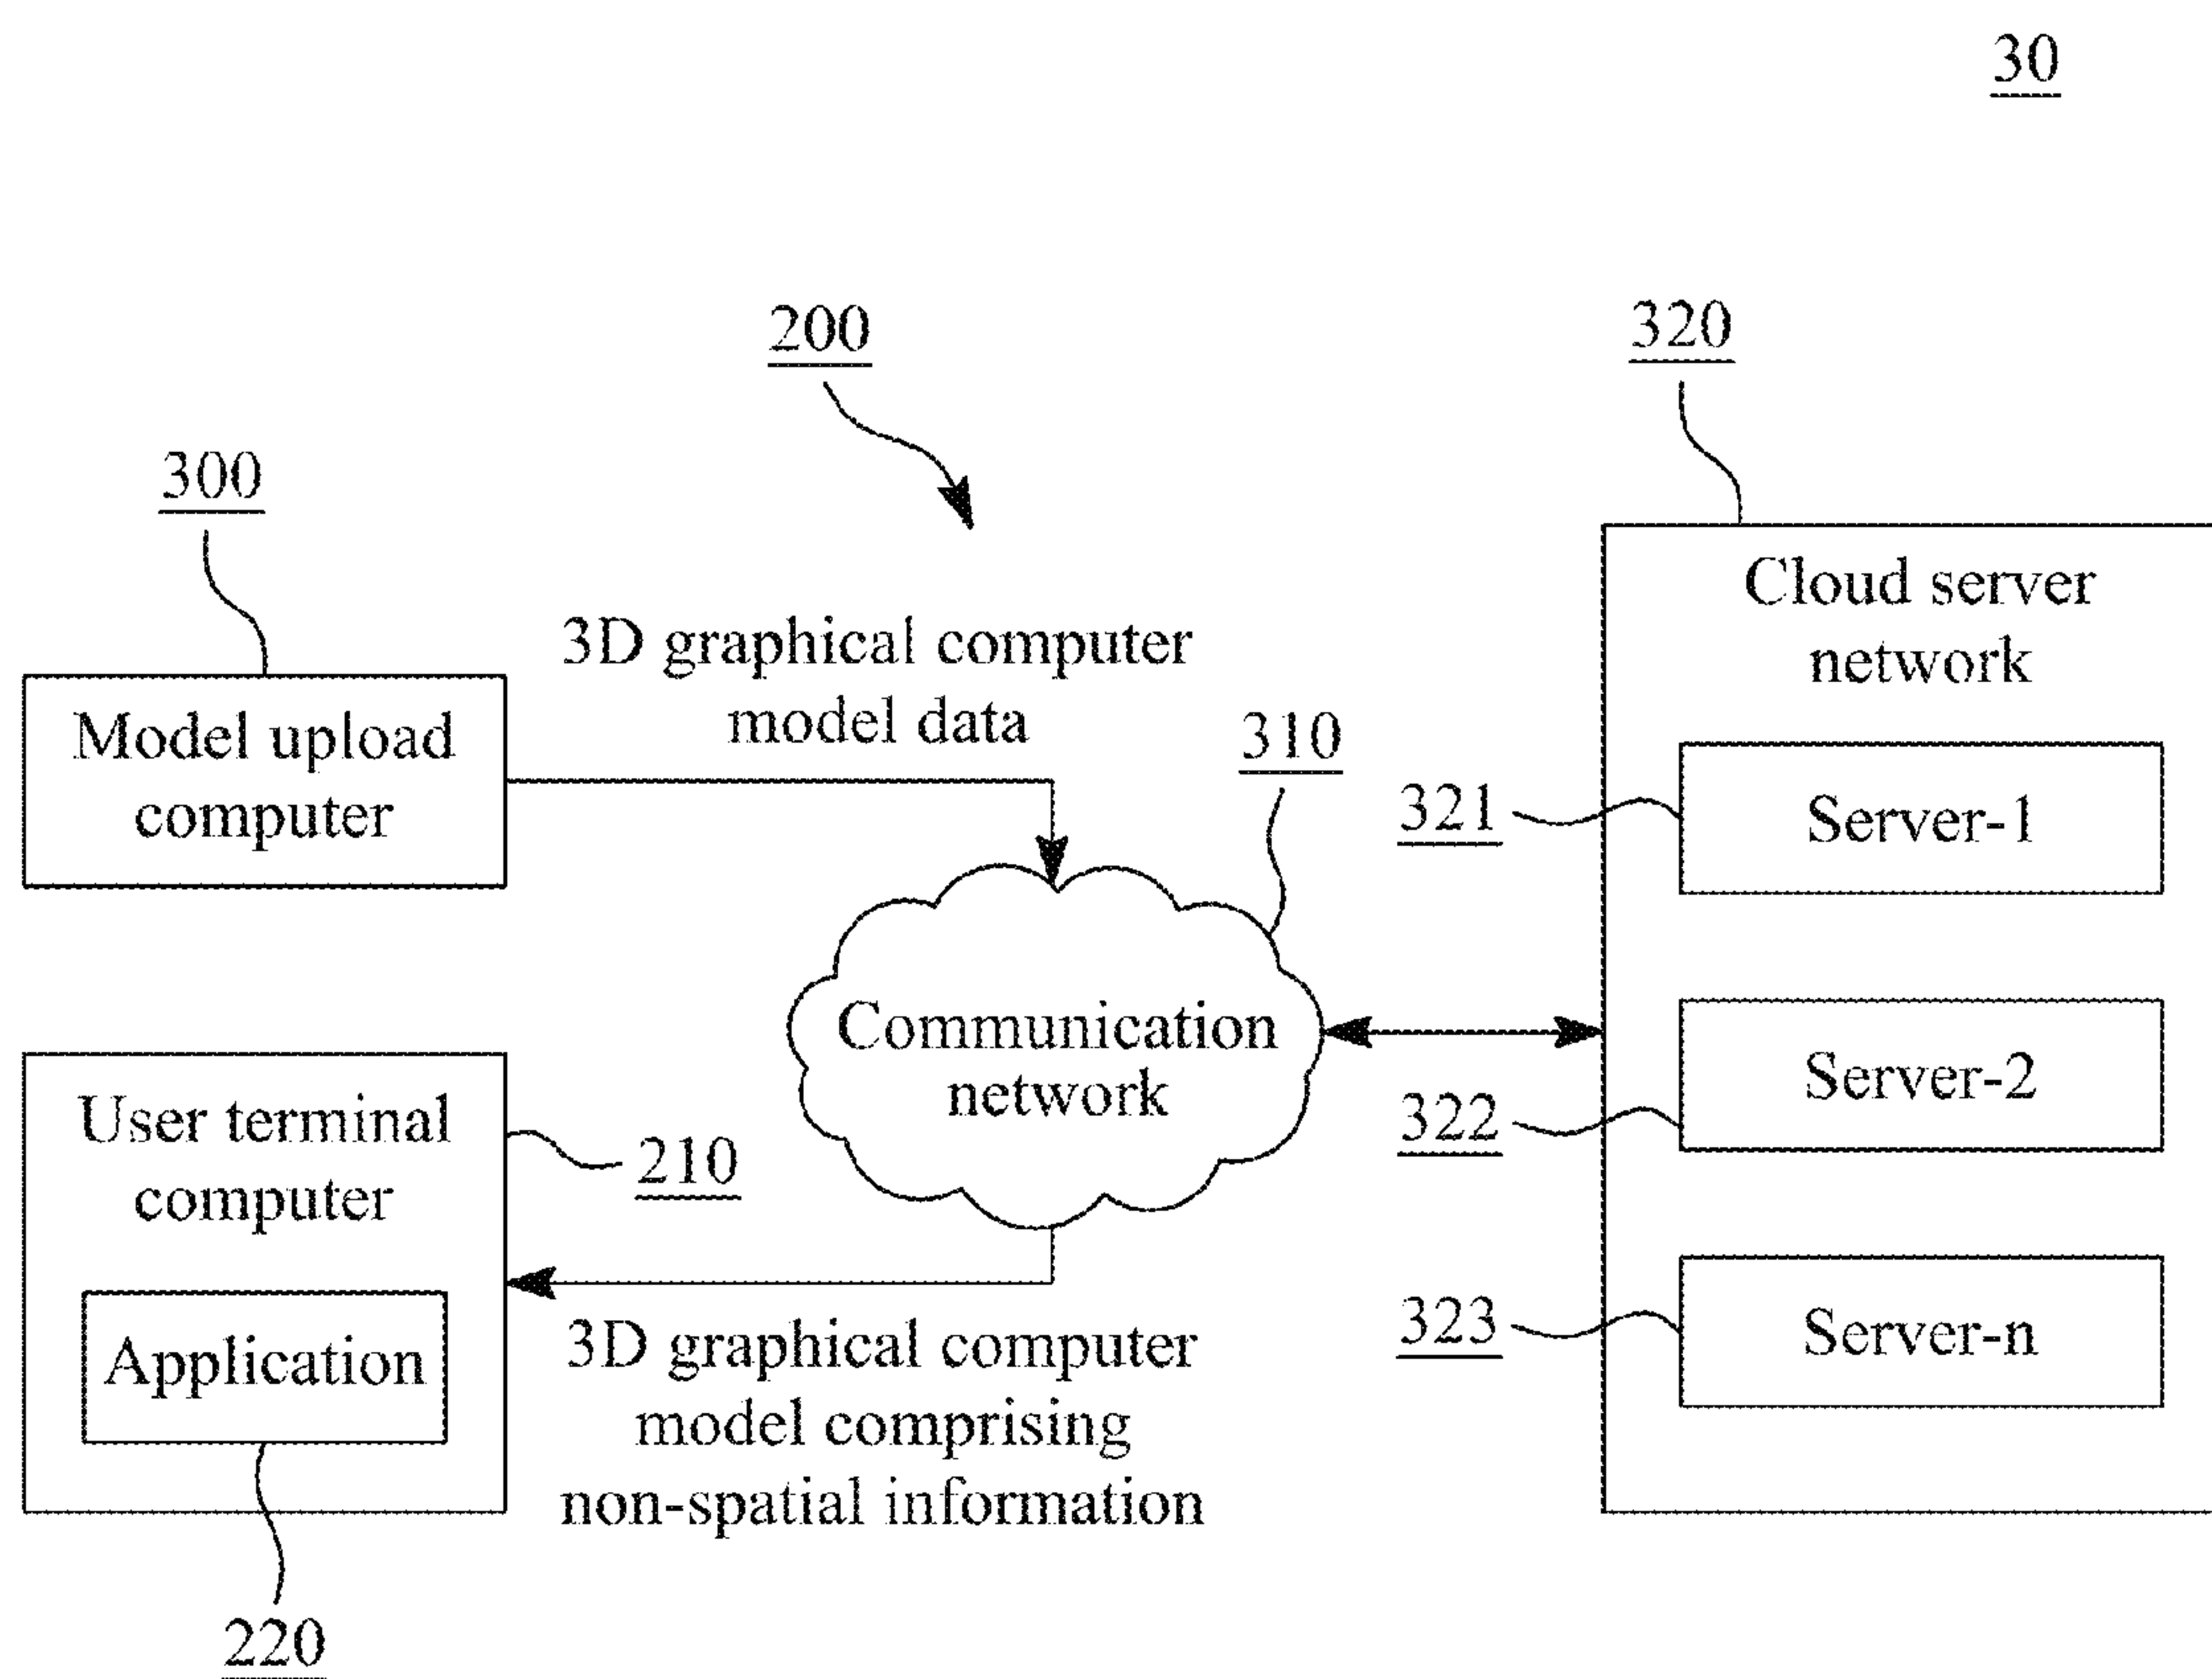 30
200
320
300
3D graphical computer
model data
310
Cloud server
network
Model upload
computer
321
Server-1
Communication
network
User terminal
computer
210
322
Server-2
Application
3D graphical computer
model comprising
non-spatial information
323
Server-n
220